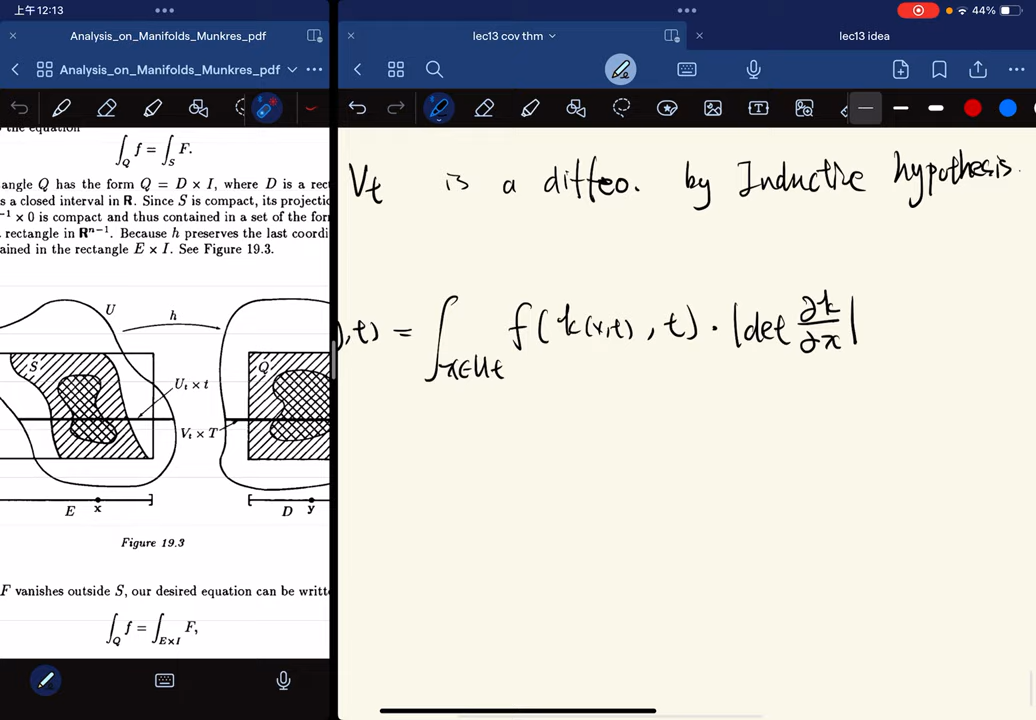 上午12:13
44%
Analysis_on_Manifolds_Munkres_pdf
Analysis_on_Manifolds_Munkres_pdf
the equation
∫_Q f = ∫_S F.
angle Q has the form Q = D × I, where D is a rect
s a closed interval in R. Since S is compact, its projecti
⁻¹ × 0 is compact and thus contained in a set of the for
rectangle in Rⁿ⁻¹. Because h preserves the last coordi
ained in the rectangle E × I. See Figure 19.3.
U
h
S
Q
U_t × t
V_t × T
E
x
D
y
Figure 19.3
F vanishes outside S, our desired equation can be writt
∫_Q f = ∫_{E×I} F,
lec13 cov thm
lec13 idea
V_t is a diffeo. by Inductive hypothesis.
),t) = ∫_{x∈U_t} f(k(x,t),t)·|det ∂k/∂x|